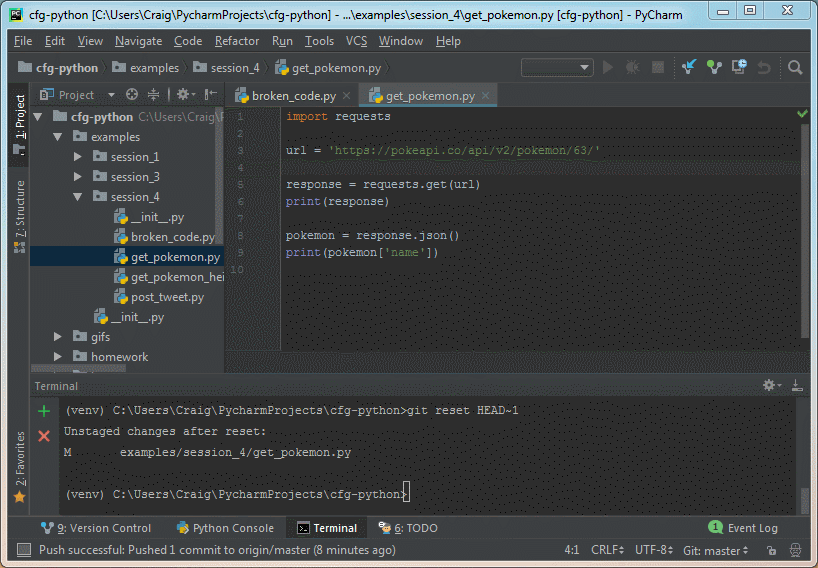 cfg-python [C:\Users\Craig\PycharmProjects\cfg-python] - ...\examples\session_4\get_pokemon.py [cfg-python] - PyCharm
File Edit View Navigate Code Refactor Run Tools VCS Window Help
cfg-python examples session_4 get_pokemon.py
1: Project
7: Structure
2: Favorites
Project
cfg-python C:\Users\Craig\
examples
session_1
session_3
session_4
__init__.py
broken_code.py
get_pokemon.py
get_pokemon_hei
post_tweet.py
__init__.py
gifs
homework
broken_code.py get_pokemon.py
1 import requests
2
3 url = 'https://pokeapi.co/api/v2/pokemon/63/'
4
5 response = requests.get(url)
6 print(response)
7
8 pokemon = response.json()
9 print(pokemon['name'])
10
Terminal
(venv) C:\Users\Craig\PycharmProjects\cfg-python>git reset HEAD~1
Unstaged changes after reset:
M examples/session_4/get_pokemon.py
(venv) C:\Users\Craig\PycharmProjects\cfg-python>
9: Version Control Python Console Terminal 6: TODO 1 Event Log
Push successful: Pushed 1 commit to origin/master (8 minutes ago) 4:1 CRLF UTF-8 Git: master